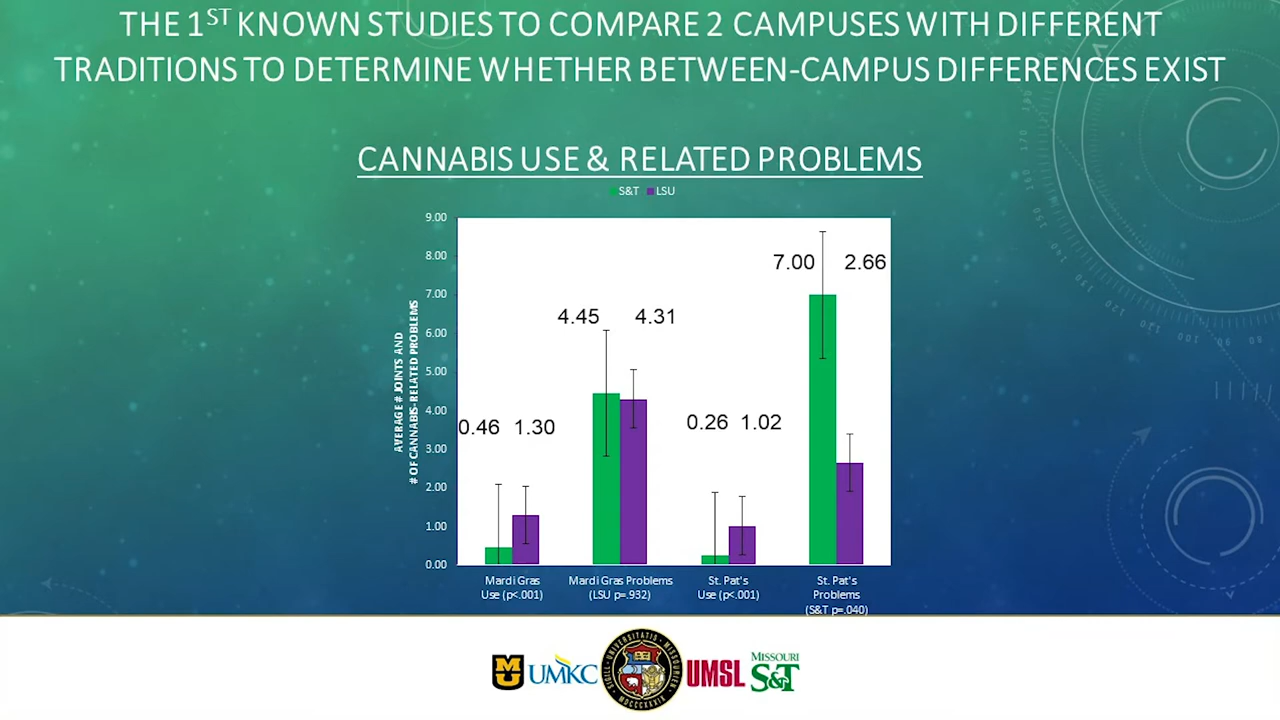 THE 1ST KNOWN STUDIES TO COMPARE 2 CAMPUSES WITH DIFFERENT
TRADITIONS TO DETERMINE WHETHER BETWEEN-CAMPUS DIFFERENCES EXIST
CANNABIS USE & RELATED PROBLEMS
S&T LSU
AVERAGE # JOINTS AND
# OF CANNABIS-RELATED PROBLEMS
9.00
8.00
7.00
6.00
5.00
4.00
3.00
2.00
1.00
0.00
0.46 1.30
4.45 4.31
0.26 1.02
7.00 2.66
Mardi Gras
Use (p<.001)
Mardi Gras Problems
(LSU p=.932)
St. Pat's
Use (p<.001)
St. Pat's
Problems
(S&T p=.040)
MU
UMKC
UMSL
MISSOURI
S&T